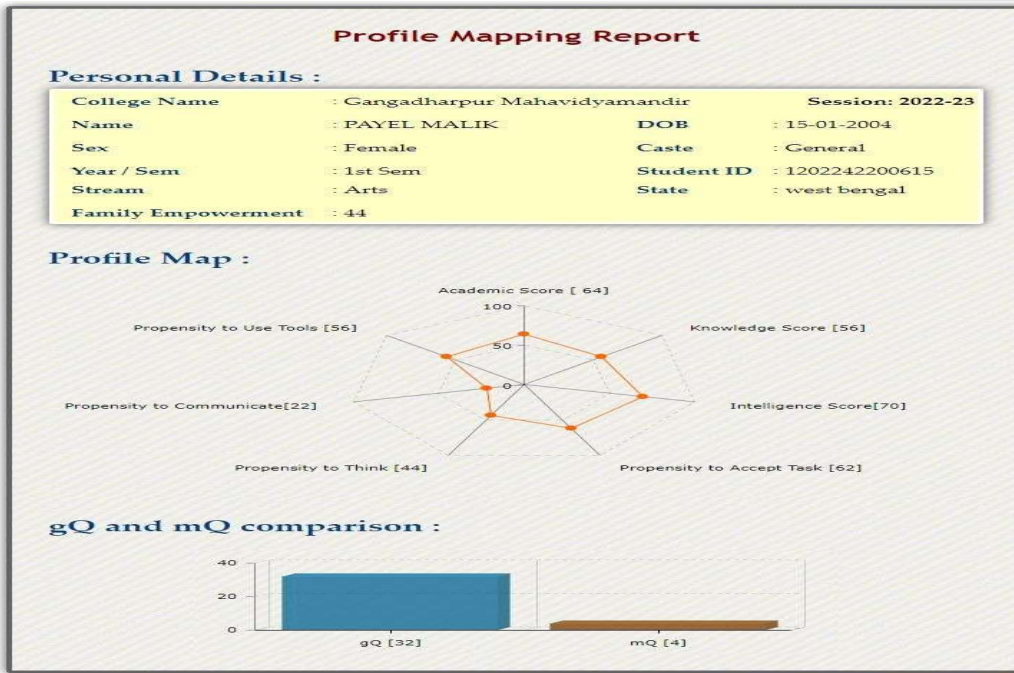 Profile Mapping Report
Personal Details :
College Name : Gangadharpur Mahavidyamandir Session: 2022-23
Name : PAYEL MALIK DOB : 15-01-2004
Sex : Female Caste : General
Year / Sem : 1st Sem Student ID : 1202242200615
Stream : Arts State : west bengal
Family Empowerment : 44
Profile Map :
Academic Score [ 64]
100
Propensity to Use Tools [56] Knowledge Score [56]
50
0
Propensity to Communicate[22] Intelligence Score[70]
Propensity to Think [44] Propensity to Accept Task [62]
gQ and mQ comparison :
40
20
0
gQ [32] mQ [4]